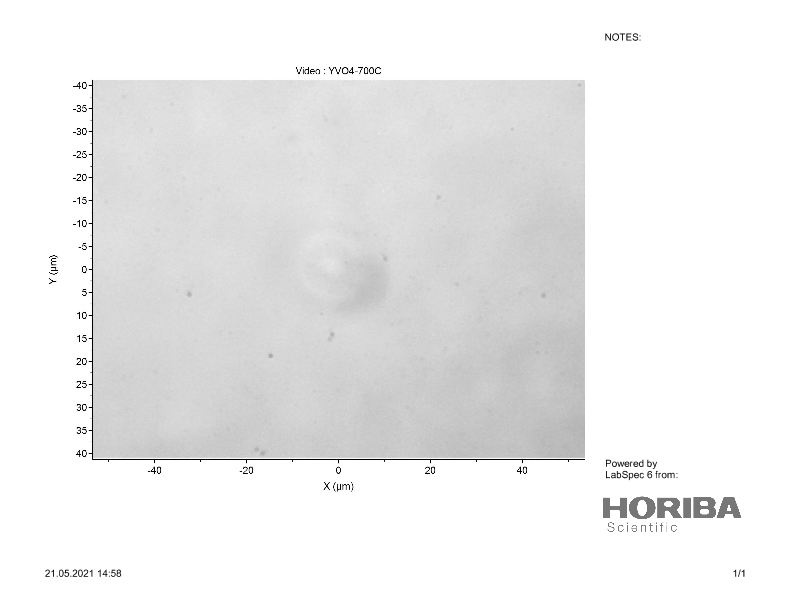 NOTES:
Video : YVO4-700C
-40
-35
-30
-25
-20
-15
-10
-5
0
5
10
15
20
25
30
35
40
Y (µm)
-40 -20 0 20 40
X (µm)
Powered by
LabSpec 6 from:
HORIBA
Scientific
21.05.2021 14:58 1/1